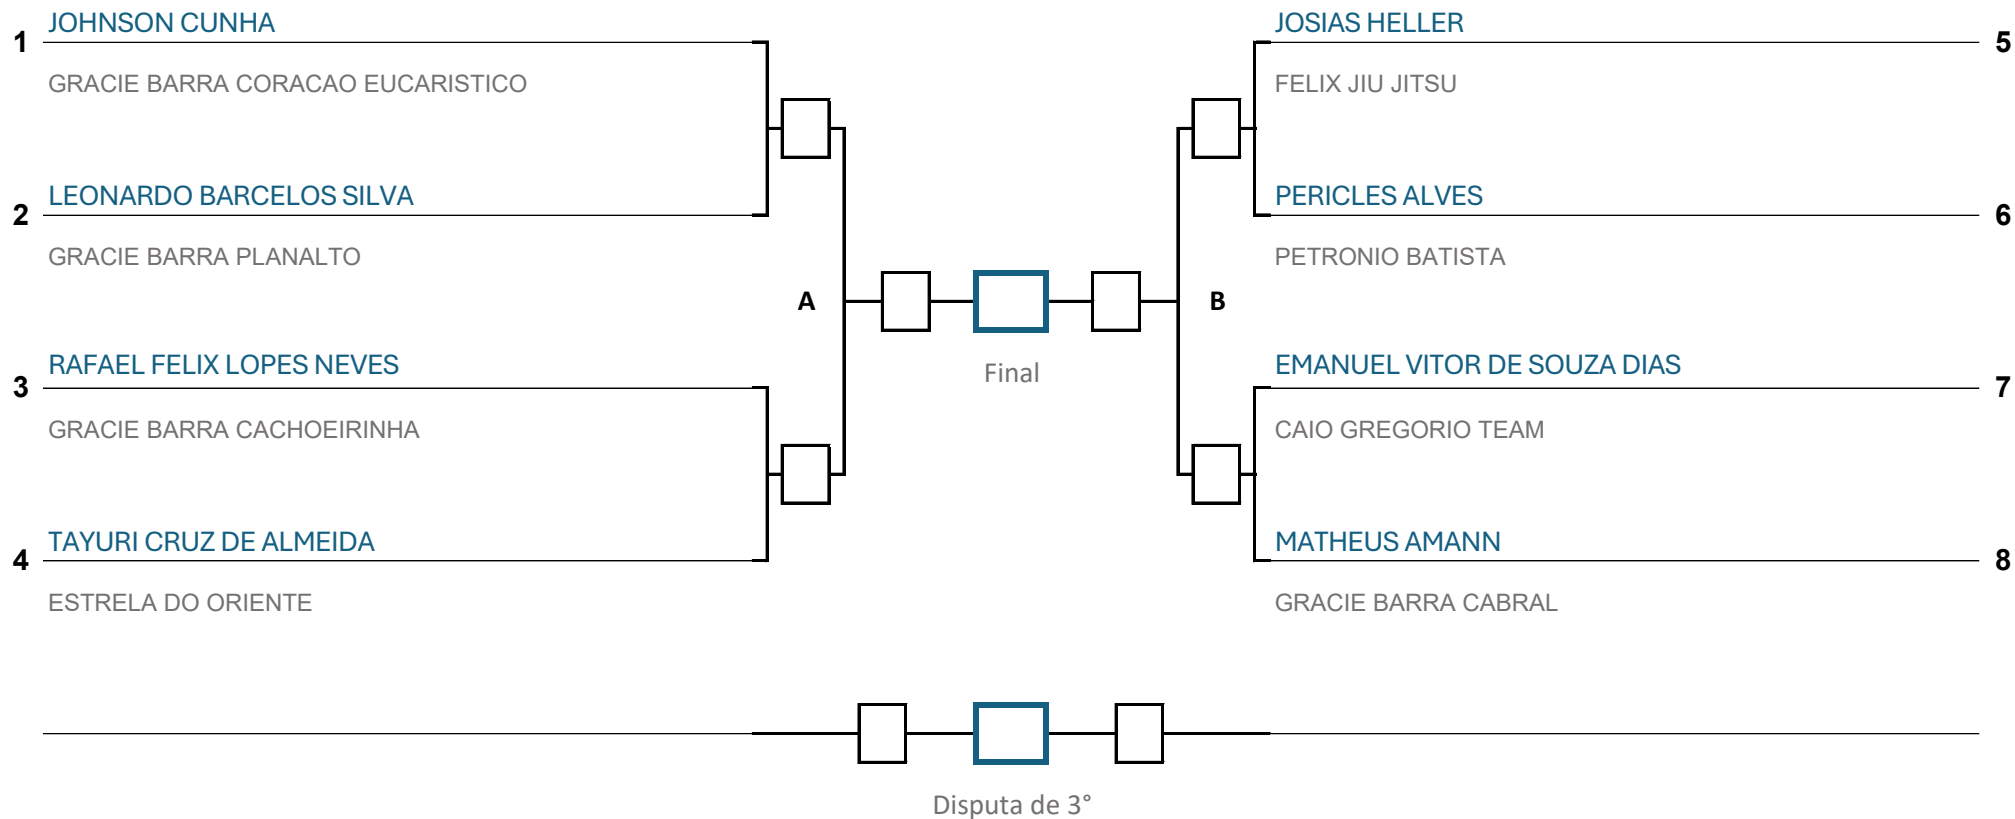 1
JOHNSON CUNHA
GRACIE BARRA CORACAO EUCARISTICO
2
LEONARDO BARCELOS SILVA
GRACIE BARRA PLANALTO
A
3
RAFAEL FELIX LOPES NEVES
GRACIE BARRA CACHOEIRINHA
4
TAYURI CRUZ DE ALMEIDA
ESTRELA DO ORIENTE
Final
JOSIAS HELLER
5
FELIX JIU JITSU
PERICLES ALVES
6
PETRONIO BATISTA
B
EMANUEL VITOR DE SOUZA DIAS
7
CAIO GREGORIO TEAM
MATHEUS AMANN
8
GRACIE BARRA CABRAL
Disputa de 3°